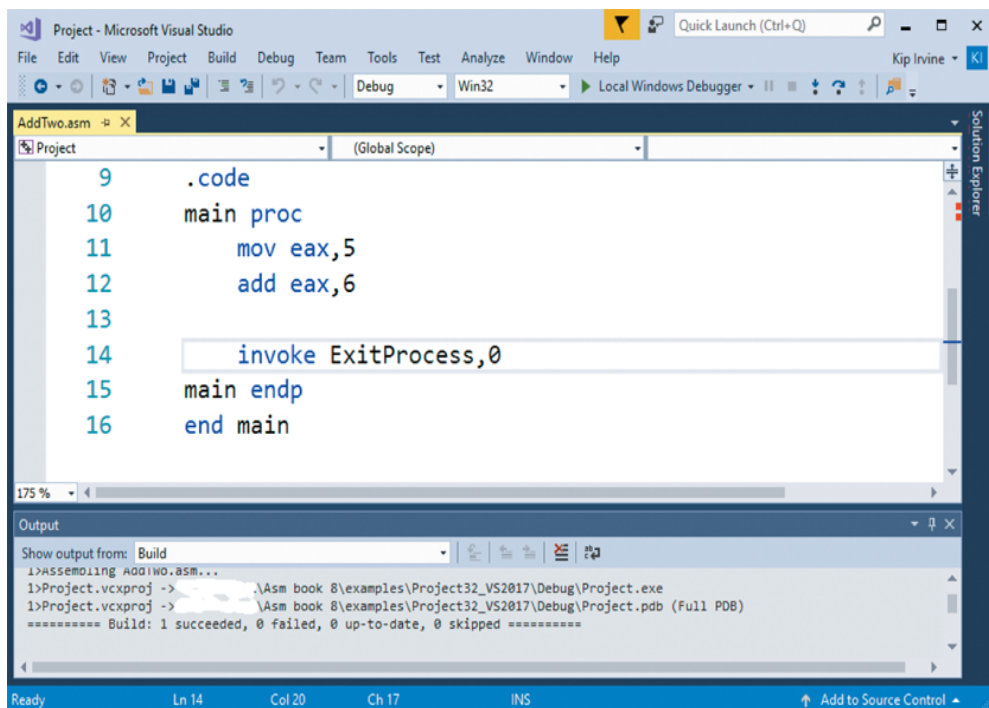 Project - Microsoft Visual Studio
Quick Launch (Ctrl+Q)
File Edit View Project Build Debug Team Tools Test Analyze Window Help
Kip Irvine KI
Debug Win32 Local Windows Debugger
AddTwo.asm
Project (Global Scope)
Solution Explorer
9 .code
10 main proc
11 mov eax,5
12 add eax,6
13
14 invoke ExitProcess,0
15 main endp
16 end main
175 %
Output
Show output from: Build
1>Assembling AddTwo.asm...
1>Project.vcxproj -> \Asm book 8\examples\Project32_VS2017\Debug\Project.exe
1>Project.vcxproj -> \Asm book 8\examples\Project32_VS2017\Debug\Project.pdb (Full PDB)
========== Build: 1 succeeded, 0 failed, 0 up-to-date, 0 skipped ==========
Ready Ln 14 Col 20 Ch 17 INS Add to Source Control